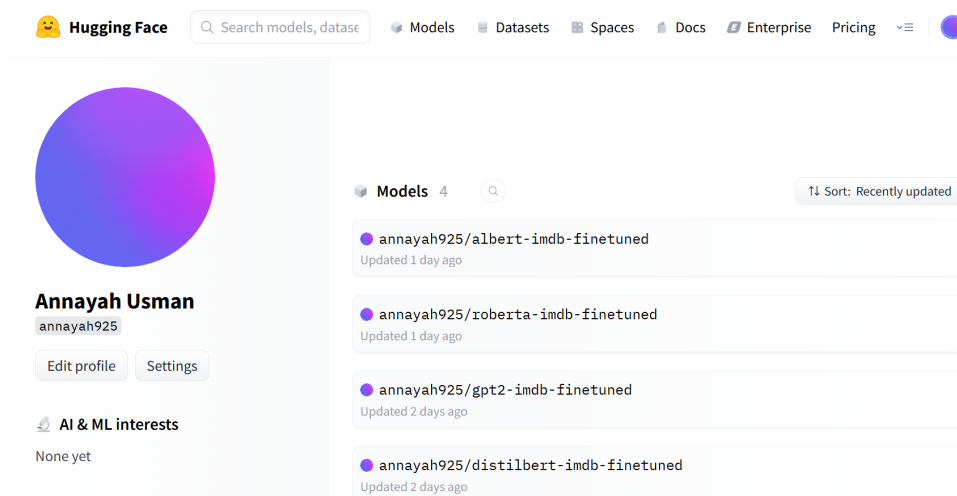 Hugging Face
Search models, datase
Models
Datasets
Spaces
Docs
Enterprise
Pricing
Models 4
Sort: Recently updated
annayah925/albert-imdb-finetuned
Updated 1 day ago
annayah925/roberta-imdb-finetuned
Updated 1 day ago
annayah925/gpt2-imdb-finetuned
Updated 2 days ago
annayah925/distilbert-imdb-finetuned
Updated 2 days ago
Annayah Usman
annayah925
Edit profile
Settings
AI & ML interests
None yet